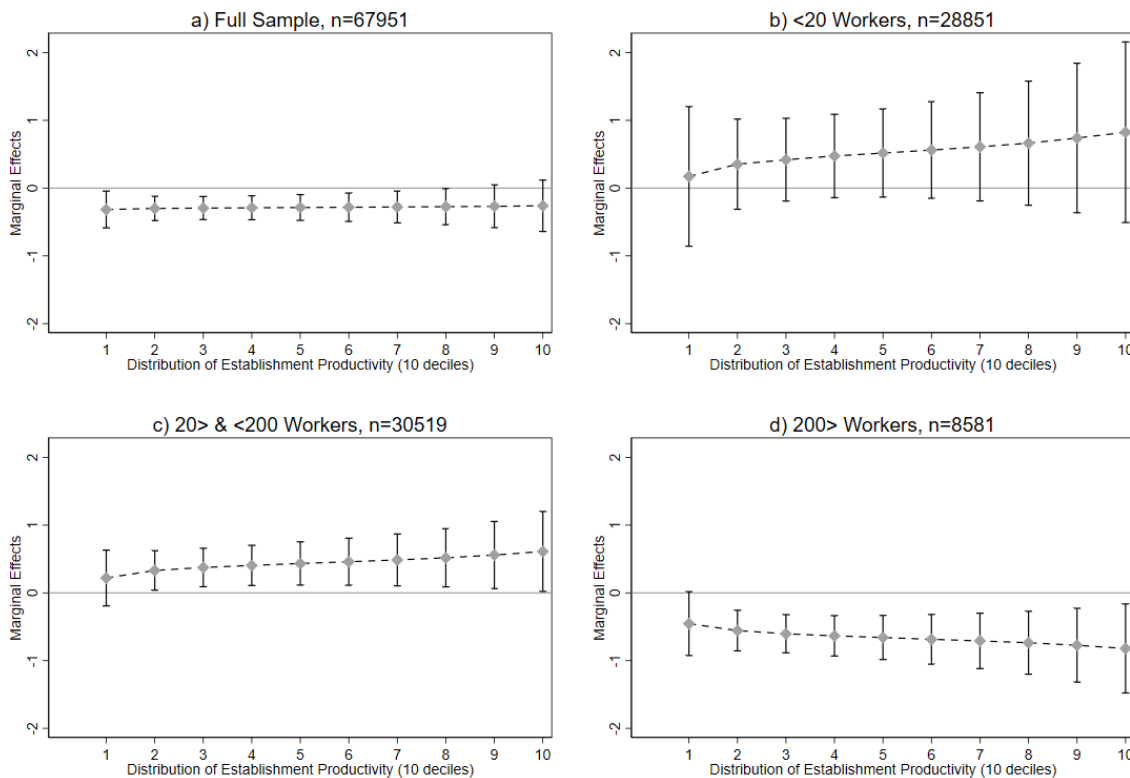 a) Full Sample, n=67951
2
1
0
-1
-2
Marginal Effects
1 2 3 4 5 6 7 8 9 10
Distribution of Establishment Productivity (10 deciles)
b) <20 Workers, n=28851
2
1
0
-1
-2
Marginal Effects
1 2 3 4 5 6 7 8 9 10
Distribution of Establishment Productivity (10 deciles)
c) 20> & <200 Workers, n=30519
2
1
0
-1
-2
Marginal Effects
1 2 3 4 5 6 7 8 9 10
Distribution of Establishment Productivity (10 deciles)
d) 200> Workers, n=8581
2
1
0
-1
-2
Marginal Effects
1 2 3 4 5 6 7 8 9 10
Distribution of Establishment Productivity (10 deciles)